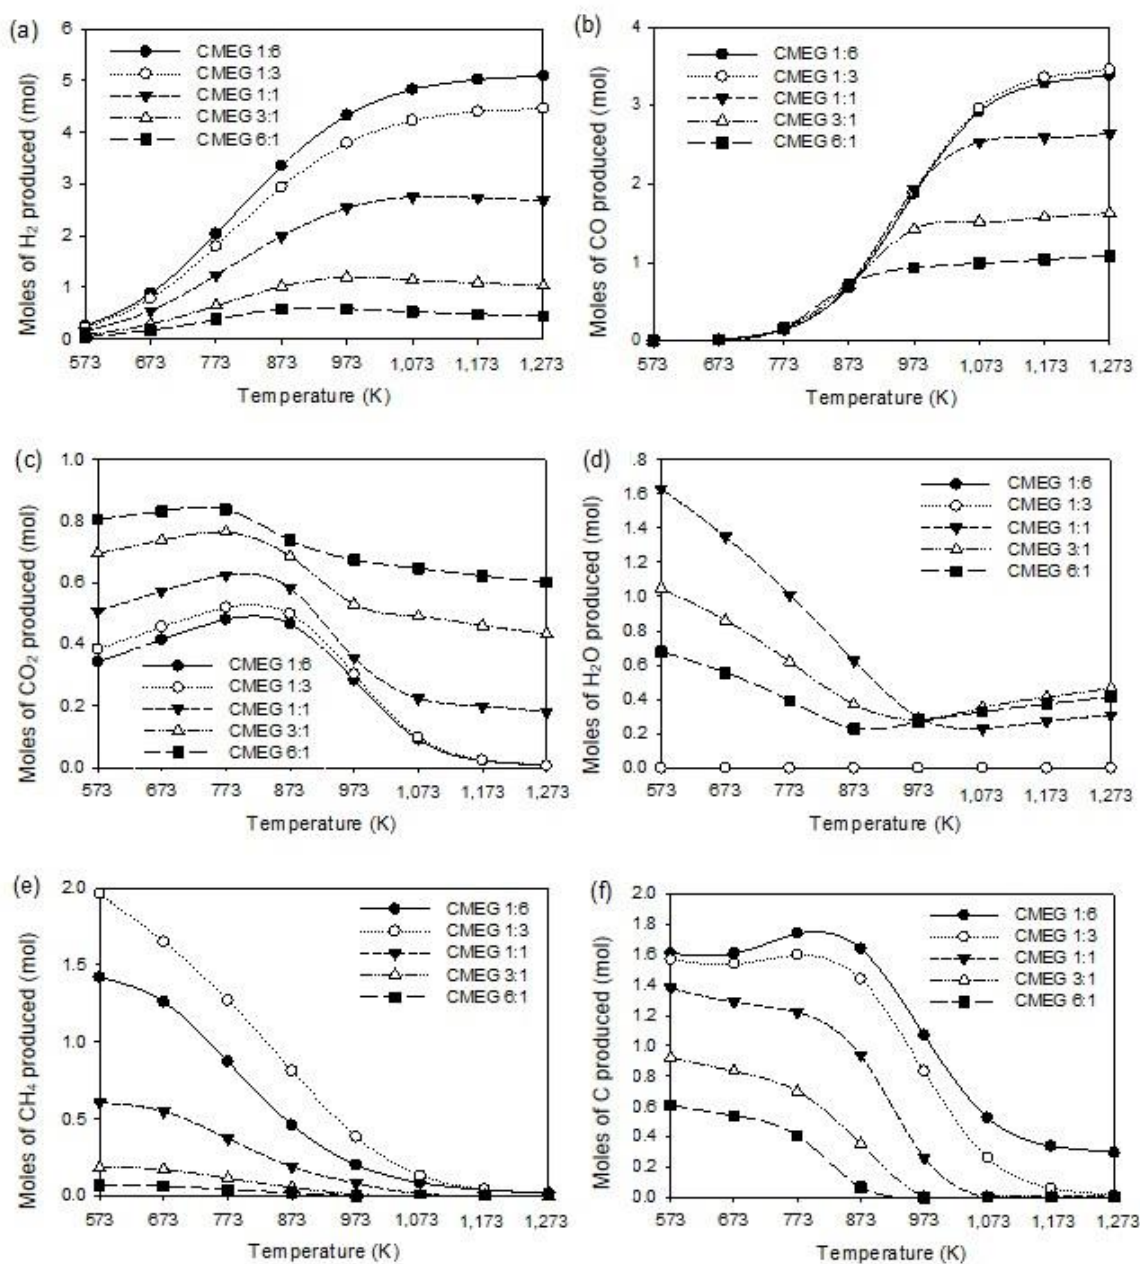 (a)
Moles of H2 produced (mol)
6
5
4
3
2
1
0
CMEG 1:6
CMEG 1:3
CMEG 1:1
CMEG 3:1
CMEG 6:1
573 673 773 873 973 1,073 1,173 1,273
Temperature (K)
(b)
Moles of CO produced (mol)
4
3
2
1
0
CMEG 1:6
CMEG 1:3
CMEG 1:1
CMEG 3:1
CMEG 6:1
573 673 773 873 973 1,073 1,173 1,273
Temperature (K)
(c)
Moles of CO2 produced (mol)
1.0
0.8
0.6
0.4
0.2
0.0
CMEG 1:6
CMEG 1:3
CMEG 1:1
CMEG 3:1
CMEG 6:1
573 673 773 873 973 1,073 1,173 1,273
Temperature (K)
(d)
Moles of H2O produced (mol)
.8
1.6
1.4
1.2
1.0
0.8
0.6
0.4
0.2
0.0
CMEG 1:6
CMEG 1:3
CMEG 1:1
CMEG 3:1
CMEG 6:1
573 673 773 873 973 1,073 1,173 1,273
Temperature (K)
(e)
Moles of CH4 produced (mol)
2.0
1.5
1.0
0.5
0.0
CMEG 1:6
CMEG 1:3
CMEG 1:1
CMEG 3:1
CMEG 6:1
573 673 773 873 973 1,073 1,173 1,273
Temperature (K)
(f)
Moles of C produced (mol)
2.0
1.8
1.6
1.4
1.2
1.0
0.8
0.6
0.4
0.2
0.0
CMEG 1:6
CMEG 1:3
CMEG 1:1
CMEG 3:1
CMEG 6:1
573 673 773 873 973 1,073 1,173 1,273
Temperature (K)